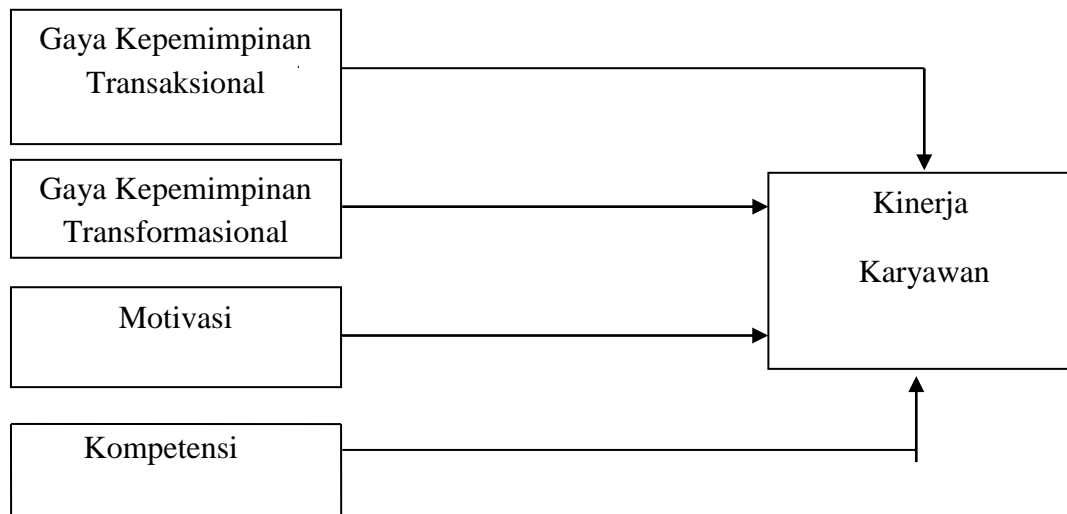 Gaya Kepemimpinan
Transaksional
Gaya Kepemimpinan
Transformasional
Motivasi
Kompetensi
Kinerja
Karyawan